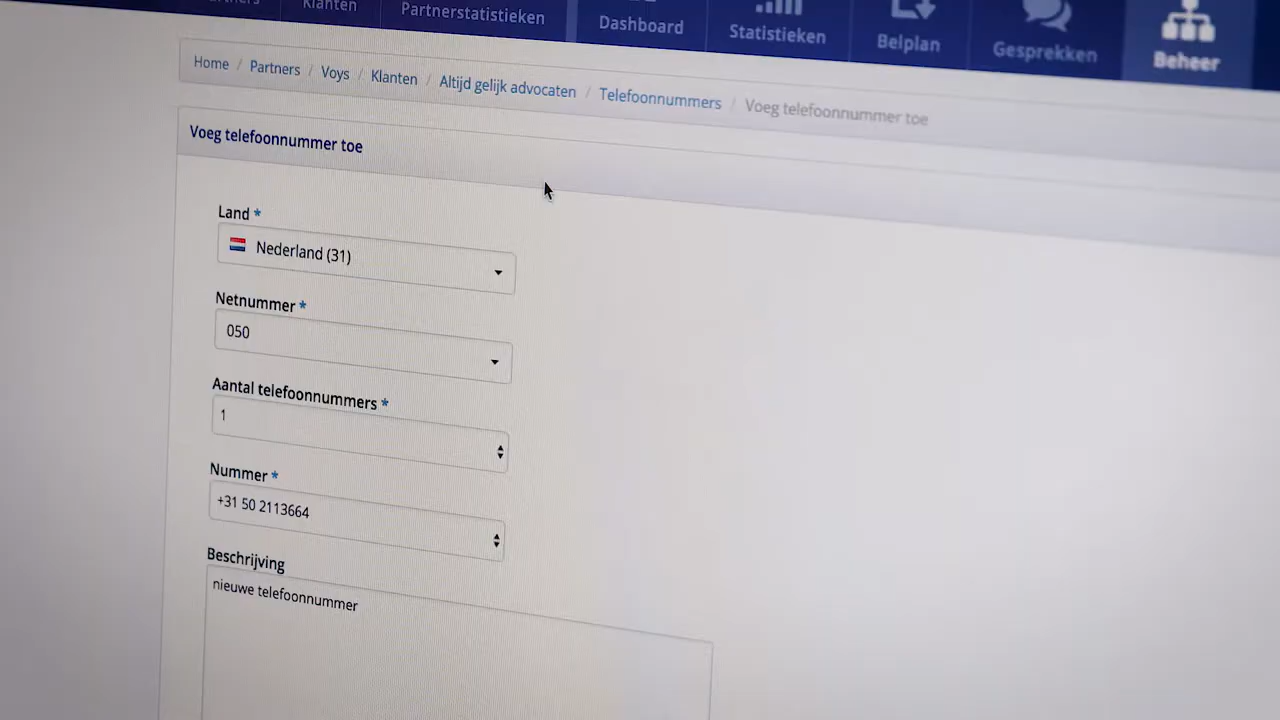 Klanten
Partnerstatistieken
Dashboard
Statistieken
Belplan
Gesprekken
Beheer
Home / Partners / Voys / Klanten / Altijd gelijk advocaten / Telefoonnummers / Voeg telefoonnummer toe
Voeg telefoonnummer toe
Land *
Nederland (31)
Netnummer *
050
Aantal telefoonnummers *
1
Nummer *
+31 50 2113664
Beschrijving
nieuwe telefoonnummer